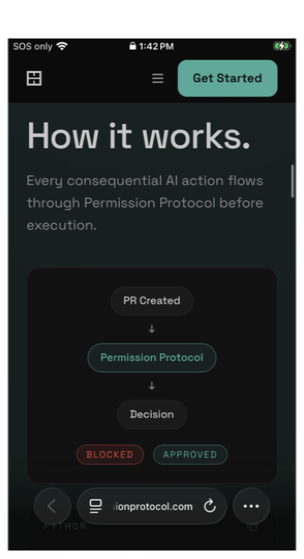 SOS only 1:42 PM
Get Started
How it works.
Every consequential AI action flows
through Permission Protocol before
execution.
PR Created
↓
Permission Protocol
↓
Decision
BLOCKED APPROVED
ionprotocol.com
PYTHON